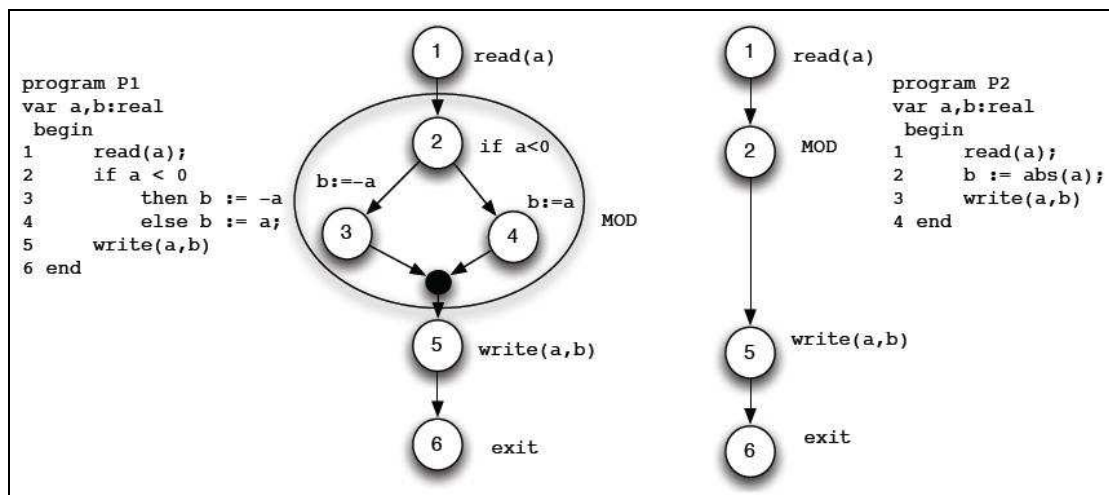 program P1
var a,b:real
begin
1 read(a);
2 if a < 0
3 then b := -a
4 else b := a;
5 write(a,b)
6 end
1
read(a)
2
if a<0
b:=-a
b:=a
3
4
MOD
5
write(a,b)
6
exit
1
read(a)
2
MOD
5
write(a,b)
6
exit
program P2
var a,b:real
begin
1 read(a);
2 b := abs(a);
3 write(a,b)
4 end